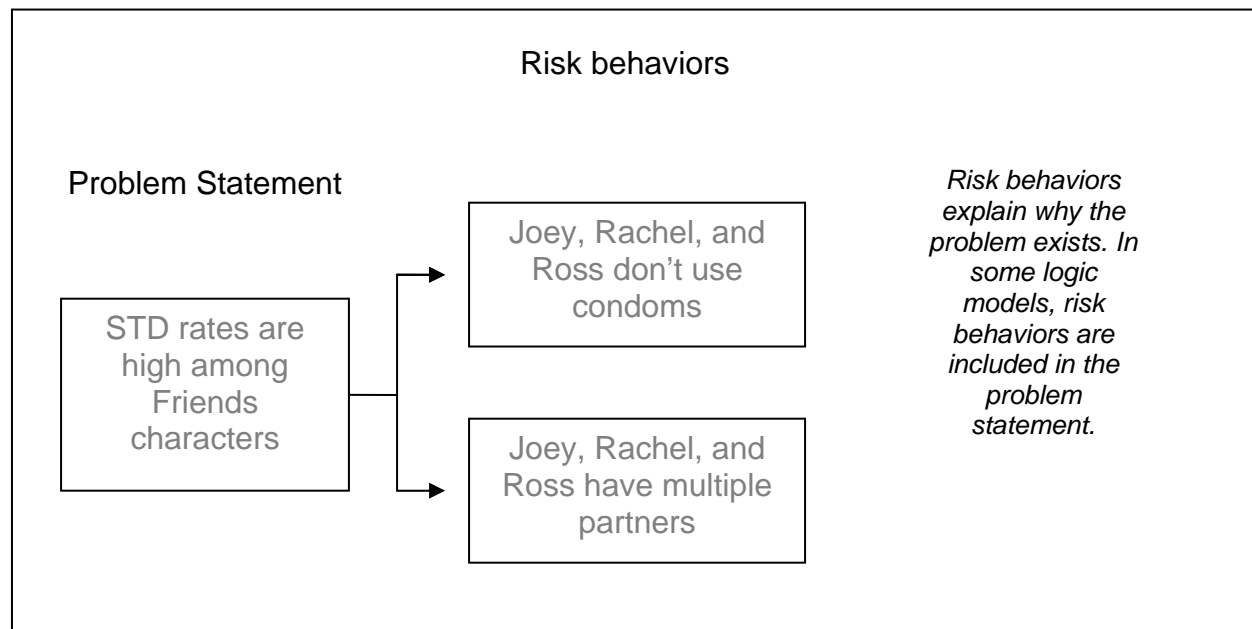 Risk behaviors
Problem Statement
STD rates are
high among
Friends
characters
Joey, Rachel, and
Ross don’t use
condoms
Joey, Rachel, and
Ross have multiple
partners
Risk behaviors
explain why the
problem exists. In
some logic
models, risk
behaviors are
included in the
problem
statement.